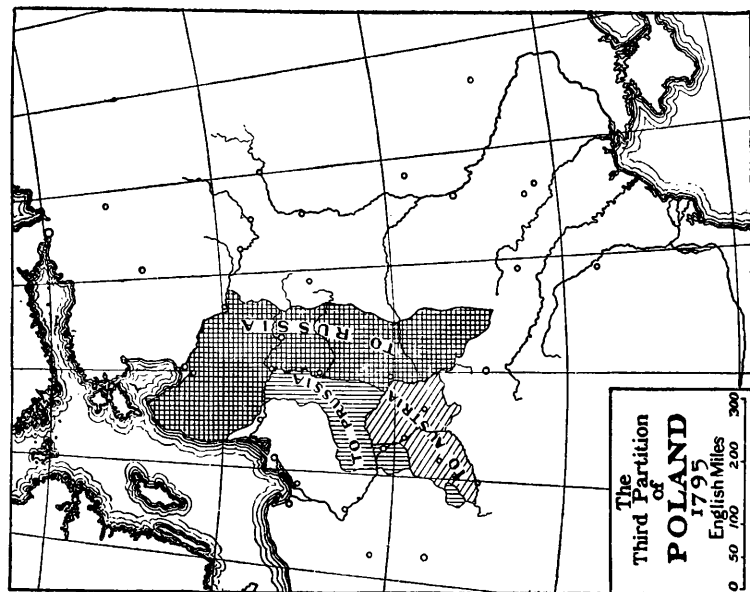 The
Third Partition
of
POLAND
1795
English Miles
0 50 100 200 300
TO RUSSIA
TO PRUSSIA
TO AUSTRIA